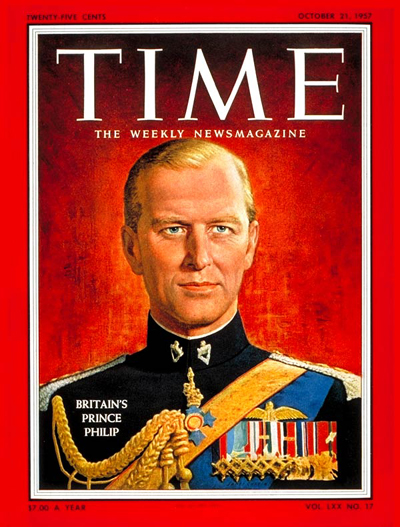 TWENTY-FIVE CENTS
OCTOBER 21, 1957
TIME
THE WEEKLY NEWSMAGAZINE
BRITAIN'S
PRINCE
PHILIP
$7.00 A YEAR
VOL. LXX NO. 17